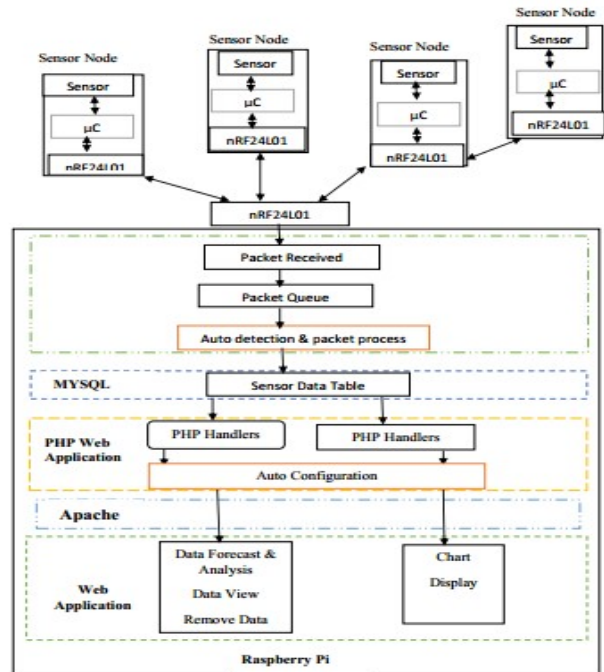 Sensor Node
Sensor
µC
nRF24L01
Sensor Node
Sensor
µC
nRF24L01
Sensor Node
Sensor
µC
nRF24L01
Sensor Node
Sensor
µC
nRF24L01
nRF24L01
Packet Received
Packet Queue
Auto detection & packet process
MYSQL
Sensor Data Table
PHP Web
Application
PHP Handlers
PHP Handlers
Auto Configuration
Apache
Web
Application
Data Forecast &
Analysis
Data View
Remove Data
Chart
Display
Raspberry Pi